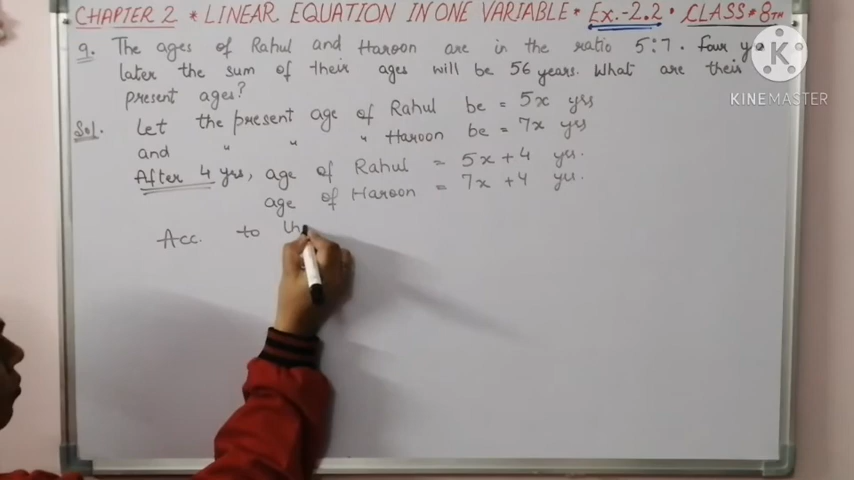 CHAPTER 2 * LINEAR EQUATION IN ONE VARIABLE * Ex.-2.2 * CLASS * 8TH
9. The ages of Rahul and Haroon are in the ratio 5:7. Four
later the sum of their ages will be 56 years. What are their
present ages?
Sol. Let the present age of Rahul be = 5x yrs
and " " " Haroon be = 7x yrs
After 4 yrs, age of Rahul = 5x+4 yrs.
age of Haroon = 7x +4 yrs.
Acc. to th
KINEMASTER